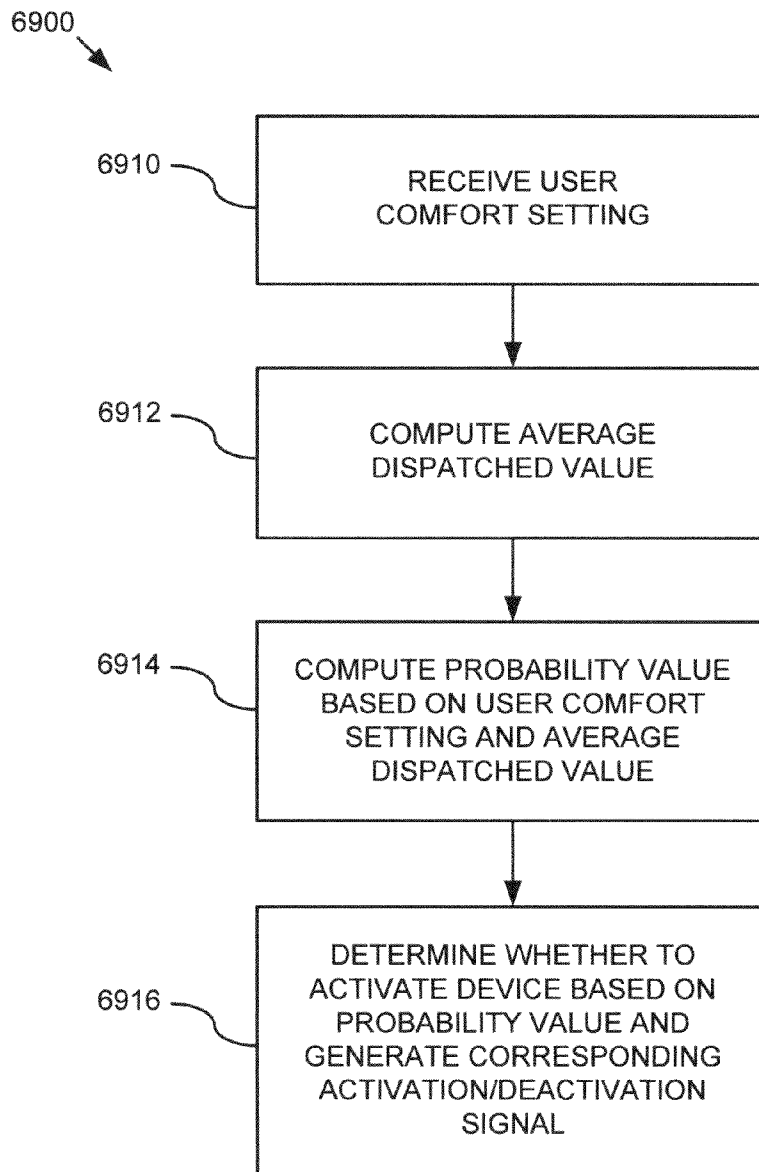 6900
6910
RECEIVE USER
COMFORT SETTING
6912
COMPUTE AVERAGE
DISPATCHED VALUE
6914
COMPUTE PROBABILITY VALUE
BASED ON USER COMFORT
SETTING AND AVERAGE
DISPATCHED VALUE
6916
DETERMINE WHETHER TO
ACTIVATE DEVICE BASED ON
PROBABILITY VALUE AND
GENERATE CORRESPONDING
ACTIVATION/DEACTIVATION
SIGNAL